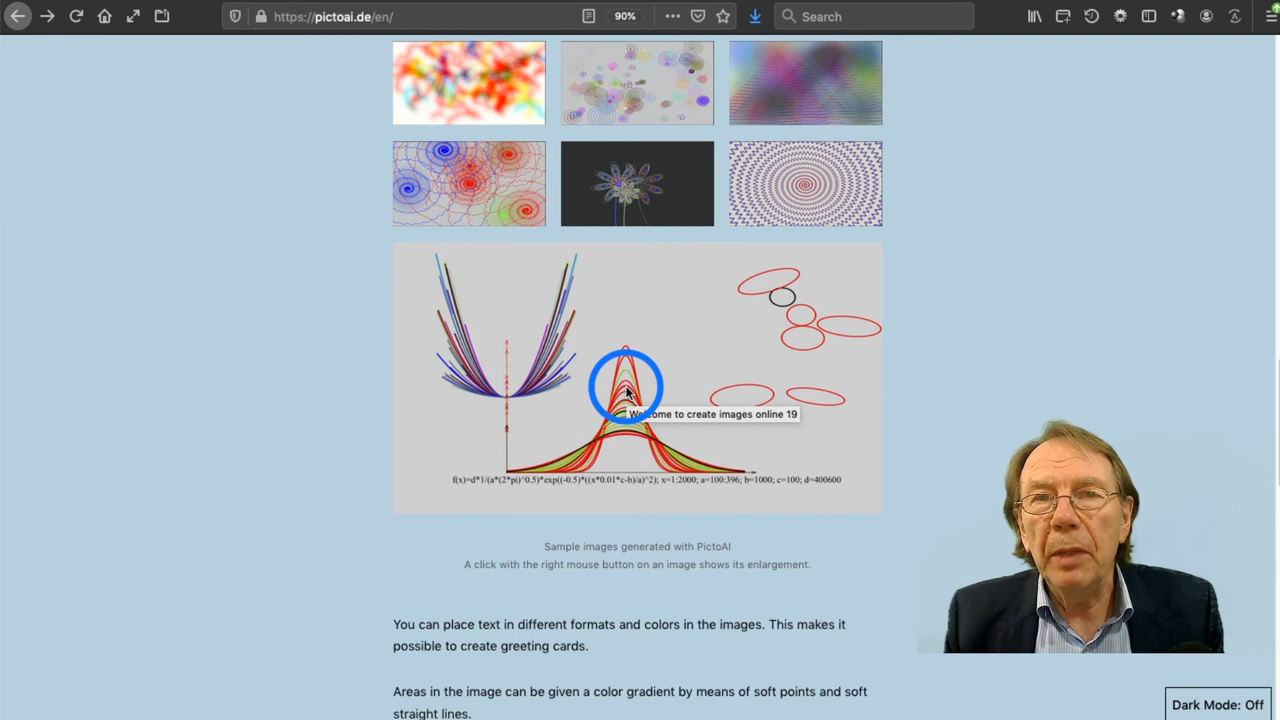 https://pictoai.de/en/
90%
Search
Welcome to create images online 19
f(x)=d*1/(a*(2*pi)^0.5)*exp((-0.5)*((x*0.01*c-b)/a)^2); x=1:2000; a=100:396; b=1000; c=100; d=400600
Sample images generated with PictoAI
A click with the right mouse button on an image shows its enlargement.
You can place text in different formats and colors in the images. This makes it
possible to create greeting cards.
Areas in the image can be given a color gradient by means of soft points and soft
straight lines.
Dark Mode: Off